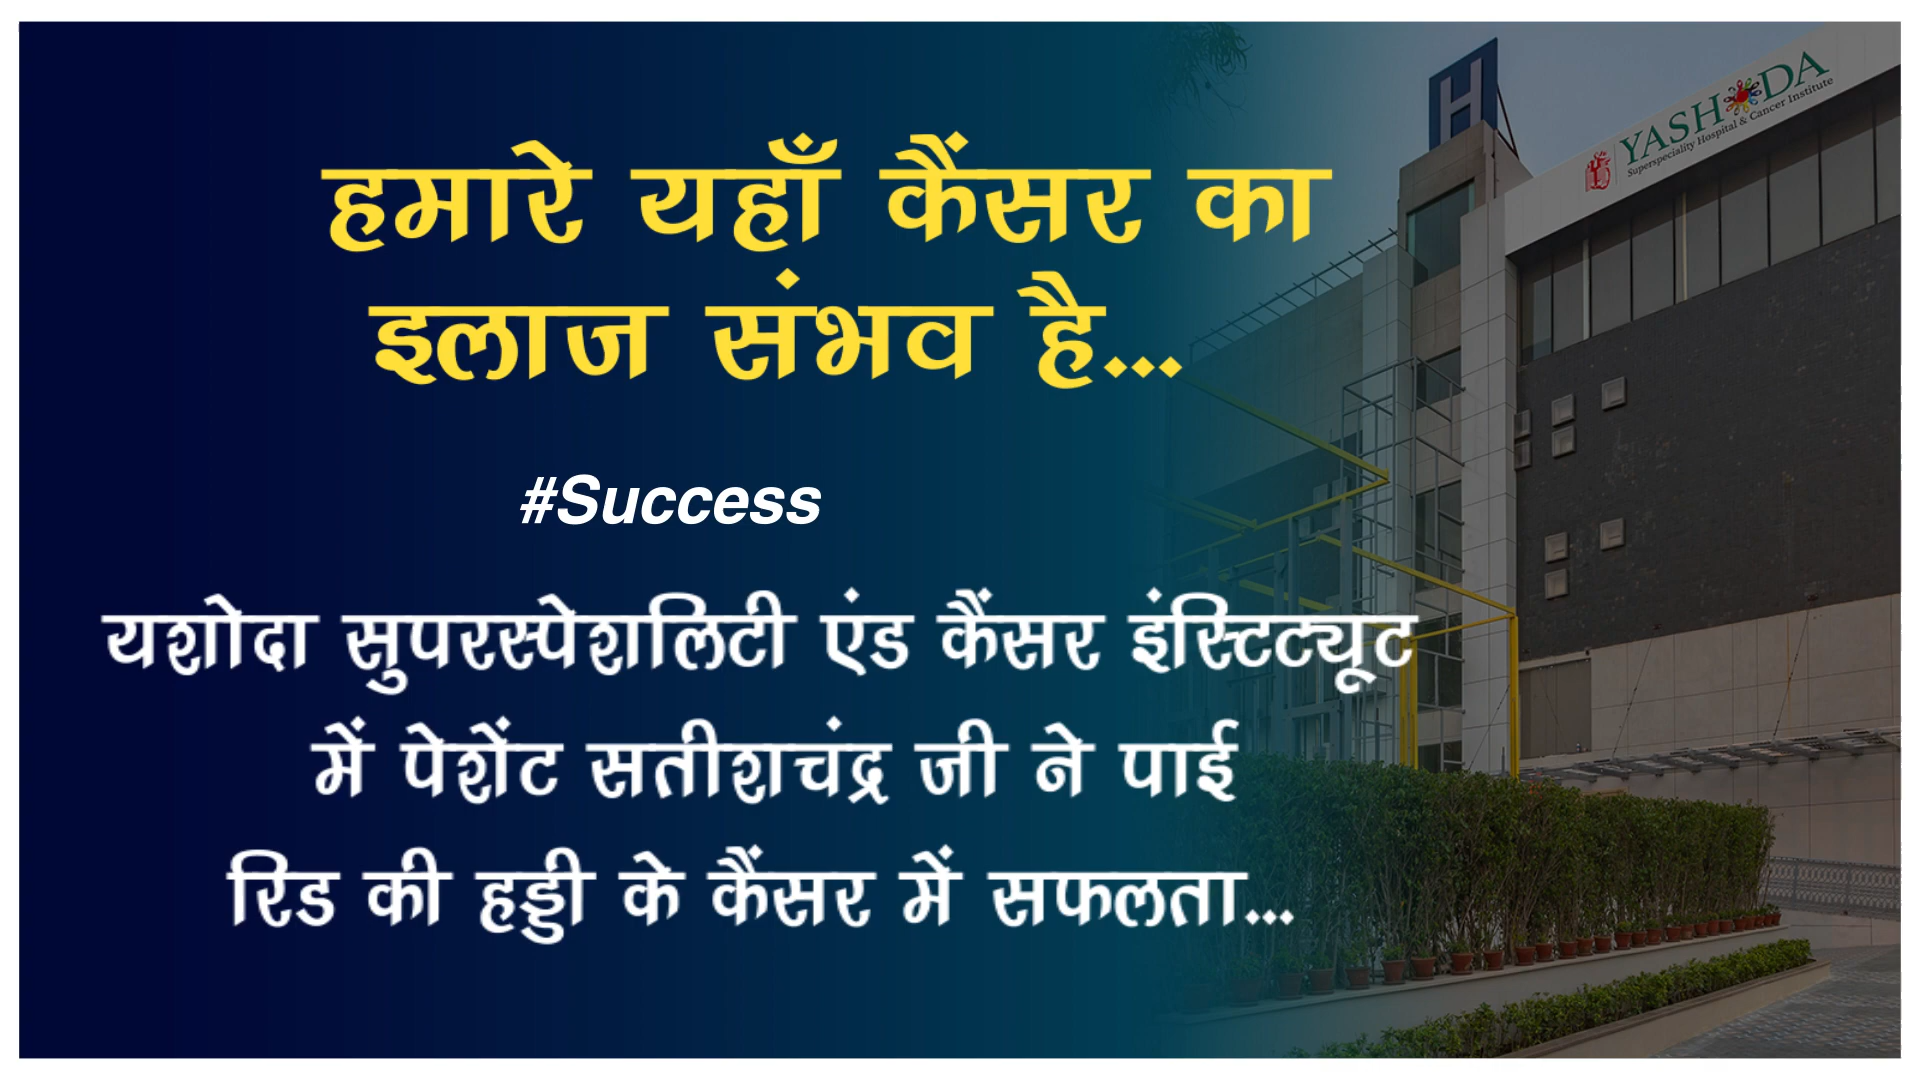 हमारे यहाँ कैंसर का
इलाज संभव है...
#Success
यशोदा सुपरस्पेशलिटी एंड कैंसर इंस्टिट्यूट
में पेशेंट सतीशचंद्र जी ने पाई
रिड की हड्डी के कैंसर में सफलता...
H
YASHODA
Superspeciality Hospital & Cancer Institute